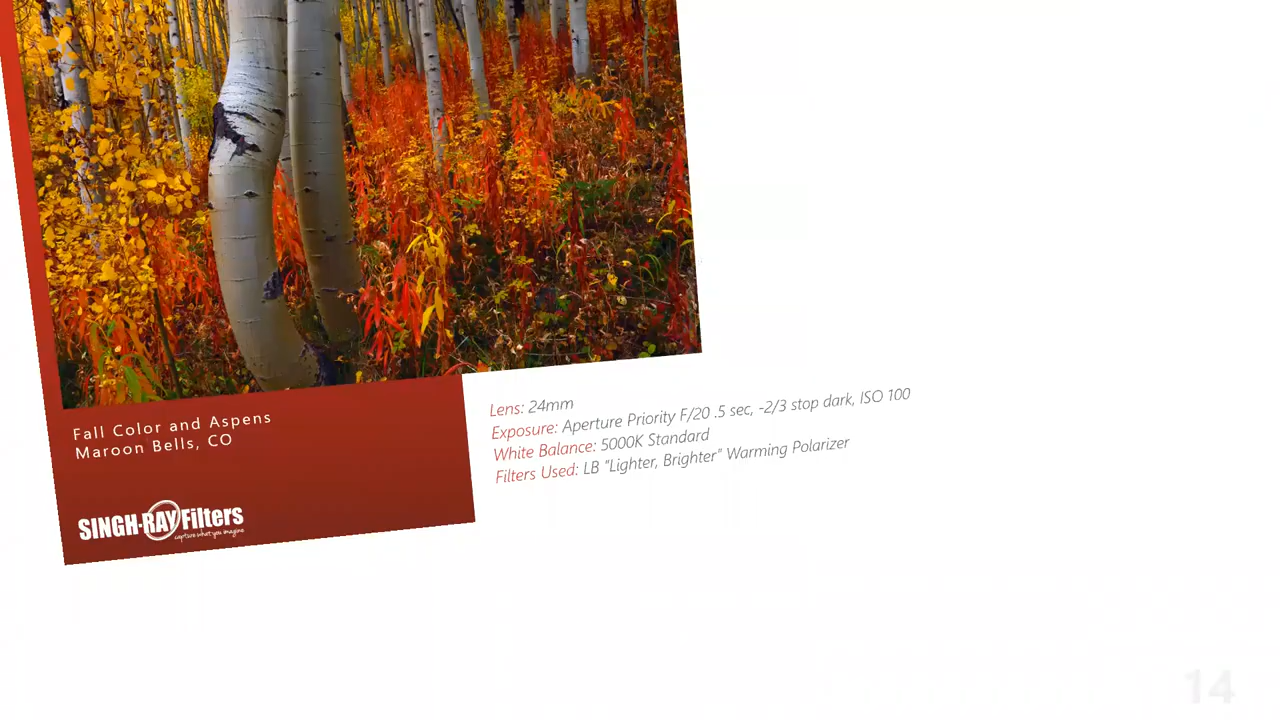 Fall Color and Aspens
Maroon Bells, CO
SINGH-RAY Filters
capture what you imagine
Lens: 24mm
Exposure: Aperture Priority F/20 .5 sec, -2/3 stop dark, ISO 100
White Balance: 5000K Standard
Filters Used: LB “Lighter, Brighter” Warming Polarizer
14